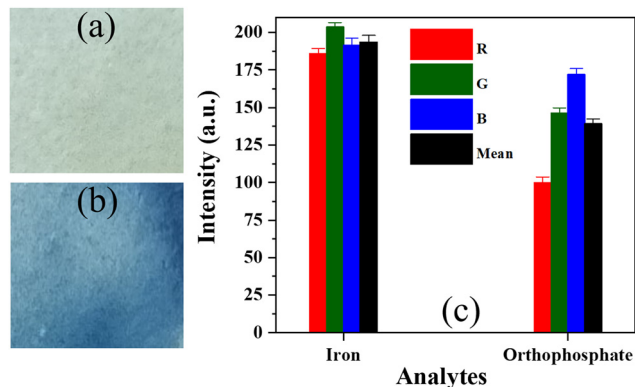 (a)
(b)
Intensity (a.u.)
200
175
150
125
100
75
50
25
0
R
G
B
Mean
(c)
Iron
Orthophosphate
Analytes